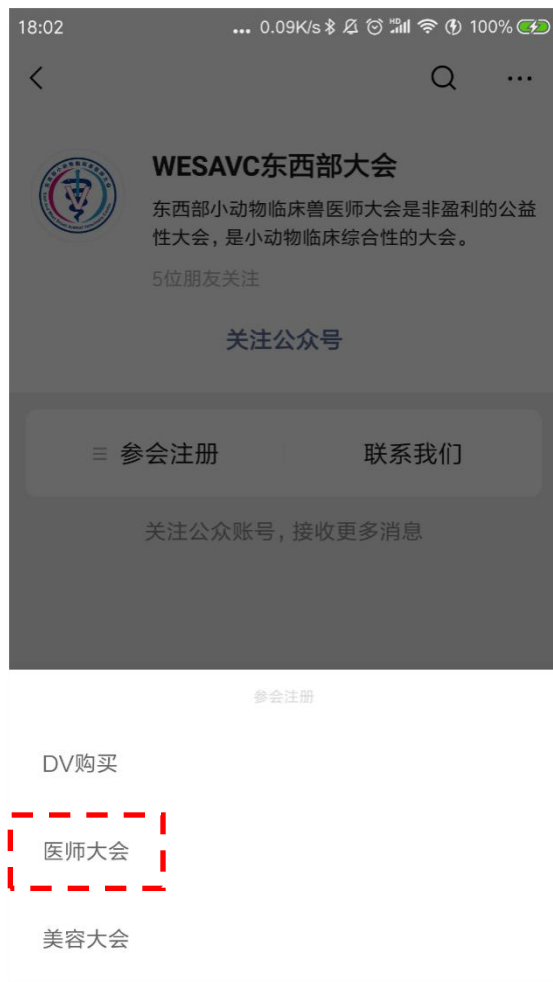 18:02
... 0.09K/s HD 100%
WESAVC东西部大会
东西部小动物临床兽医师大会是非盈利的公益
性大会，是小动物临床综合性的大会。
5位朋友关注
关注公众号
参会注册 联系我们
关注公众账号，接收更多消息
参会注册
DV购买
医师大会
美容大会